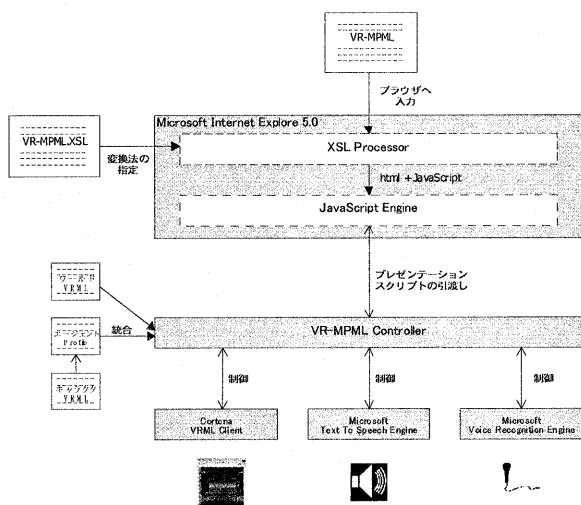 VR-MPML
ブラウザへ
入力
Microsoft Internet Explore 5.0
VR-MPML.XSL
変換法の
指定
XSL Processor
html +JavaScript
JavaScript Engine
プレゼンテーション
スクリプトの引渡し
ワールド
VRML
エージェント
Profile
統合
キャラクタ
VRML
VR-MPML Controller
制御
制御
制御
Cortona
VRML Client
Microsoft
Text To Speech Engine
Microsoft
Voice Recognition Engine